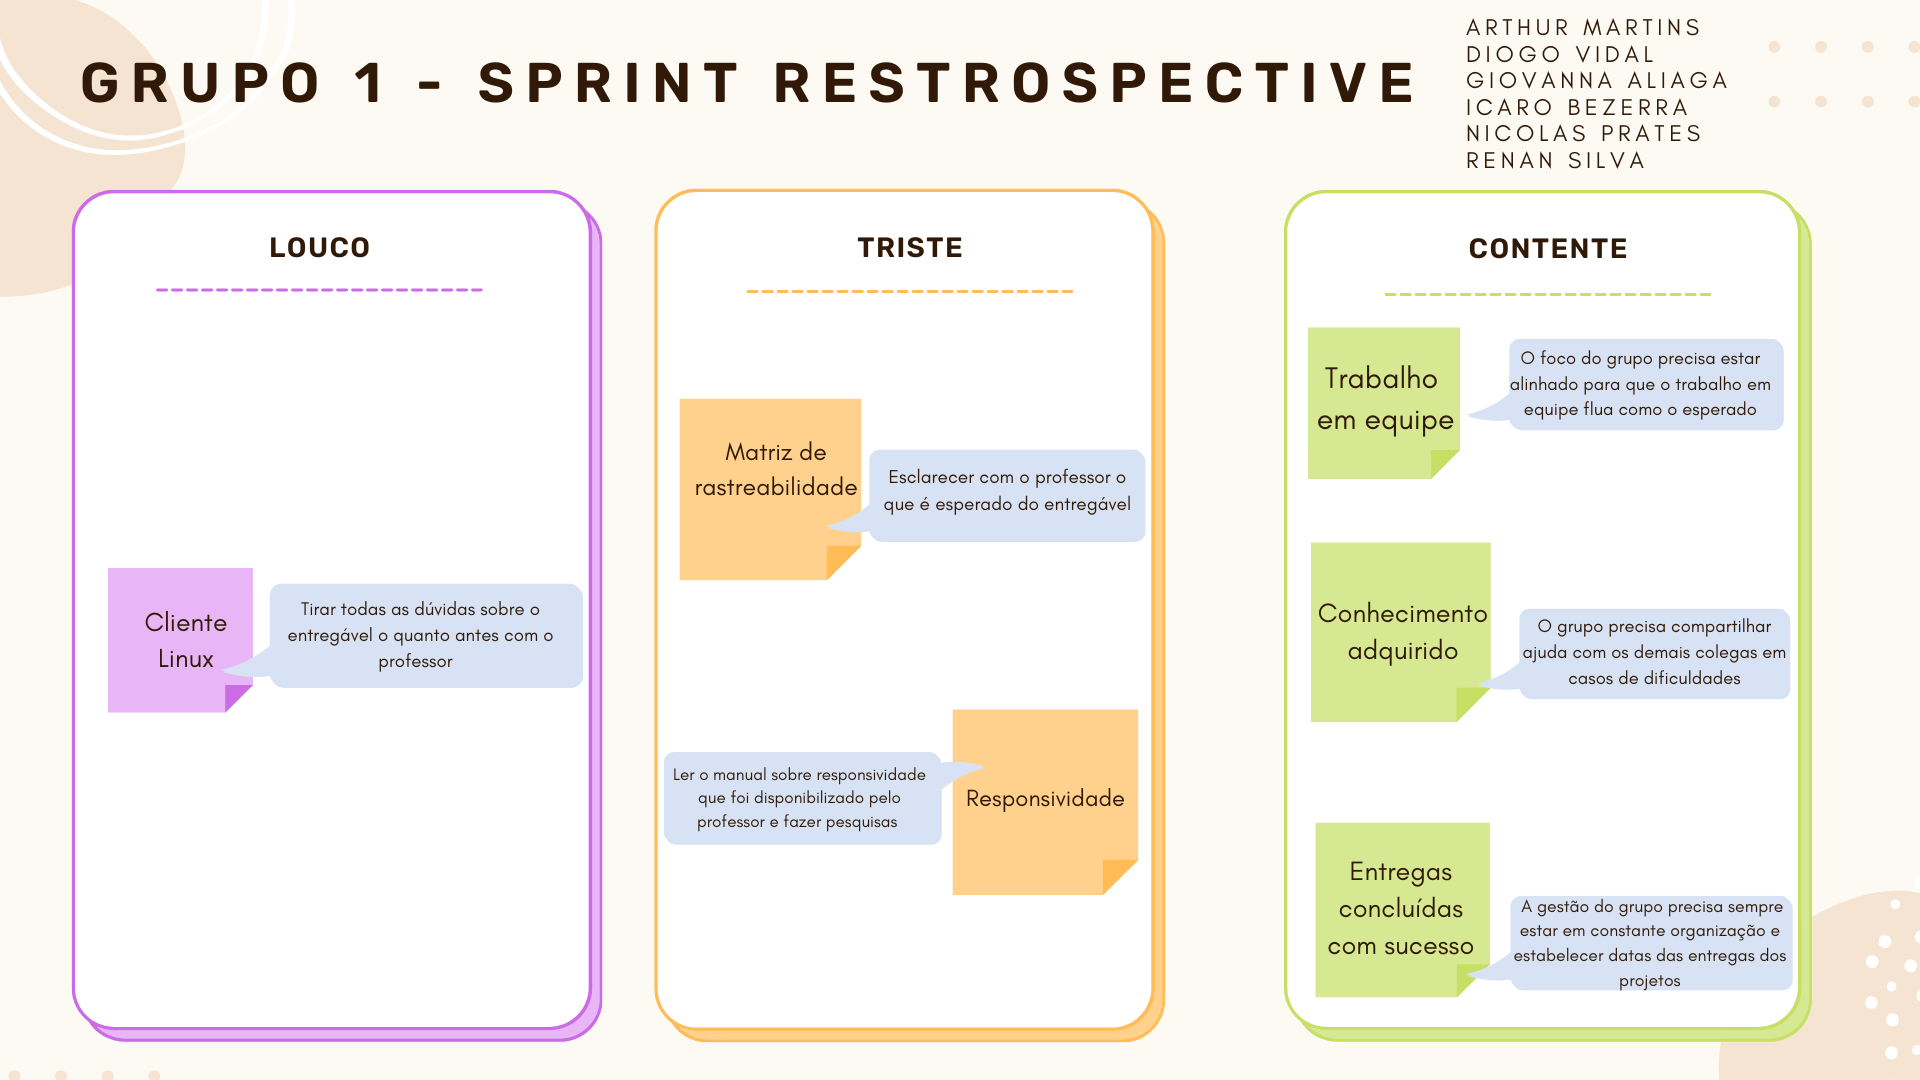 GRUPO 1 - SPRINT RESTROSPECTIVE
ARTHUR MARTINS
DIOGO VIDAL
GIOVANNA ALIAGA
ICARO BEZERRA
NICOLAS PRATES
RENAN SILVA
LOUCO
Cliente
Linux
Tirar todas as dúvidas sobre o
entregável o quanto antes com o
professor
TRISTE
Matriz de
rastreabilidade
Esclarecer com o professor o
que é esperado do entregável
Ler o manual sobre responsividade
que foi disponibilizado pelo
professor e fazer pesquisas
Responsividade
CONTENTE
Trabalho
em equipe
O foco do grupo precisa estar
alinhado para que o trabalho em
equipe flua como o esperado
Conhecimento
adquirido
O grupo precisa compartilhar
ajuda com os demais colegas em
casos de dificuldades
Entregas
concluídas
com sucesso
A gestão do grupo precisa sempre
estar em constante organização e
estabelecer datas das entregas dos
projetos